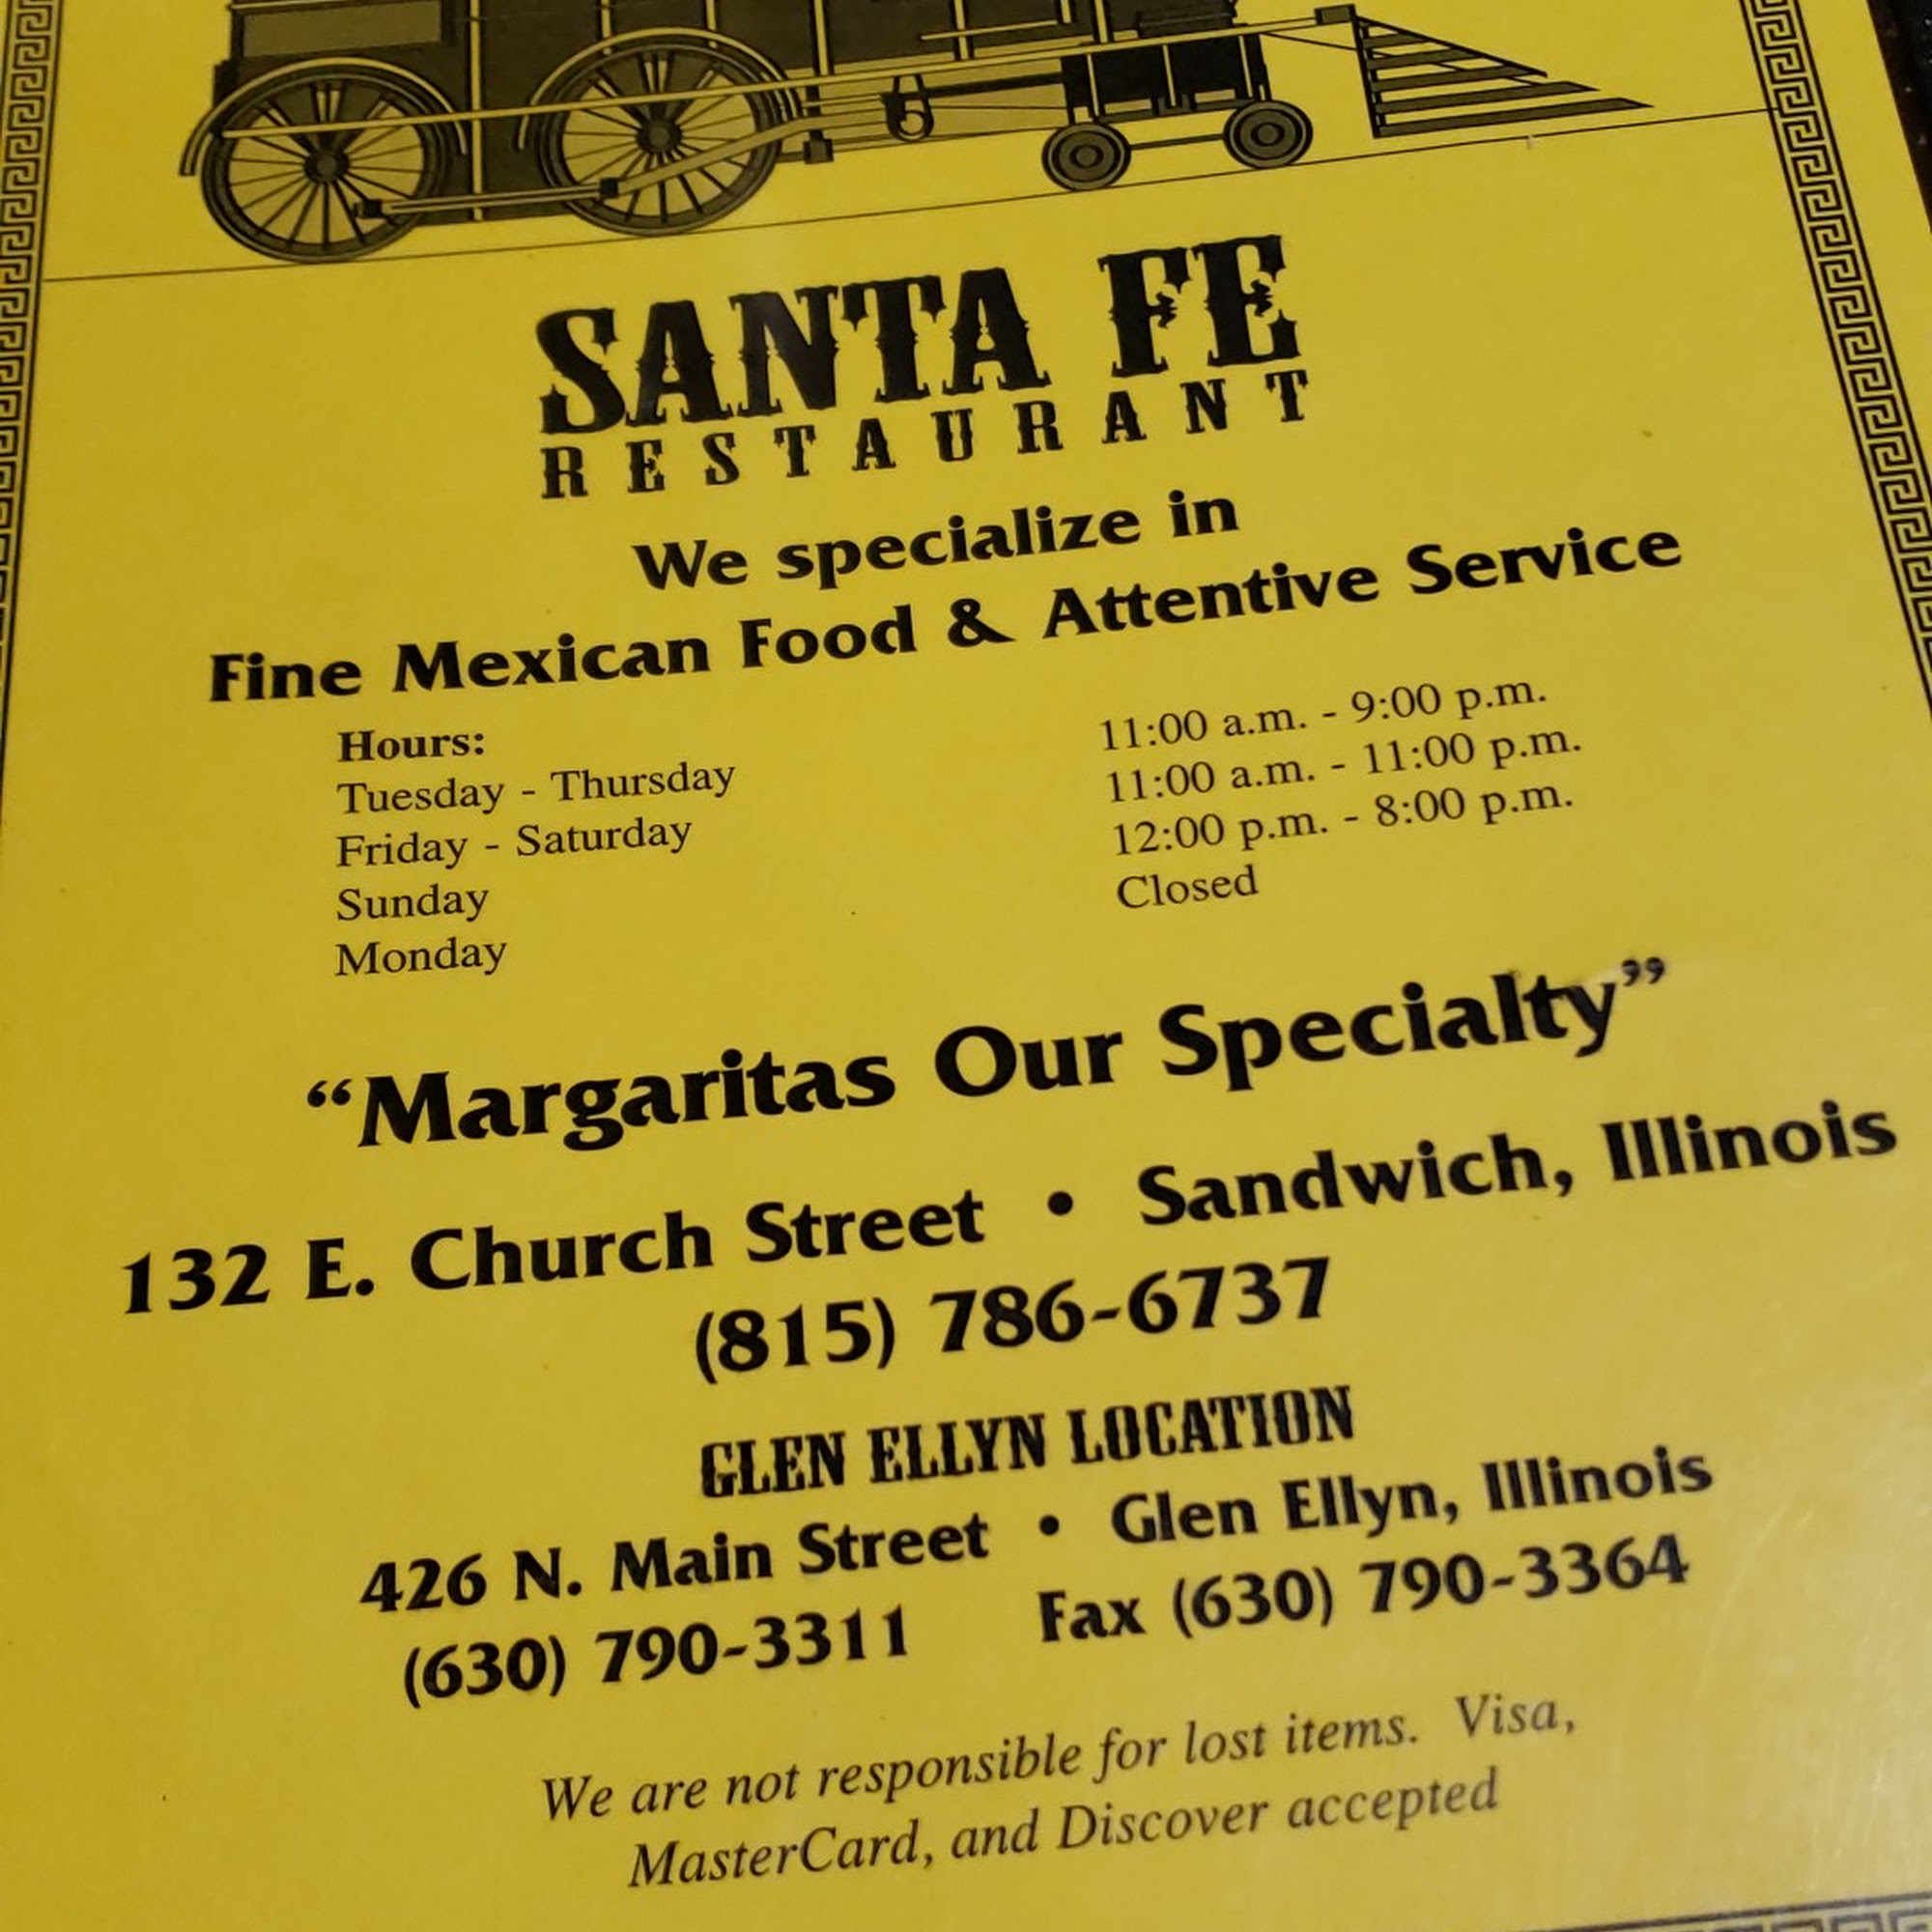 SANTA FE
RESTAURANT
We specialize in
Fine Mexican Food & Attentive Service
Hours:
Tuesday - Thursday 11:00 a.m. - 9:00 p.m.
Friday - Saturday 11:00 a.m. - 11:00 p.m.
Sunday 12:00 p.m. - 8:00 p.m.
Monday Closed
“Margaritas Our Specialty”
132 E. Church Street • Sandwich, Illinois
(815) 786-6737
GLEN ELLYN LOCATION
426 N. Main Street • Glen Ellyn, Illinois
(630) 790-3311 Fax (630) 790-3364
We are not responsible for lost items. Visa,
MasterCard, and Discover accepted